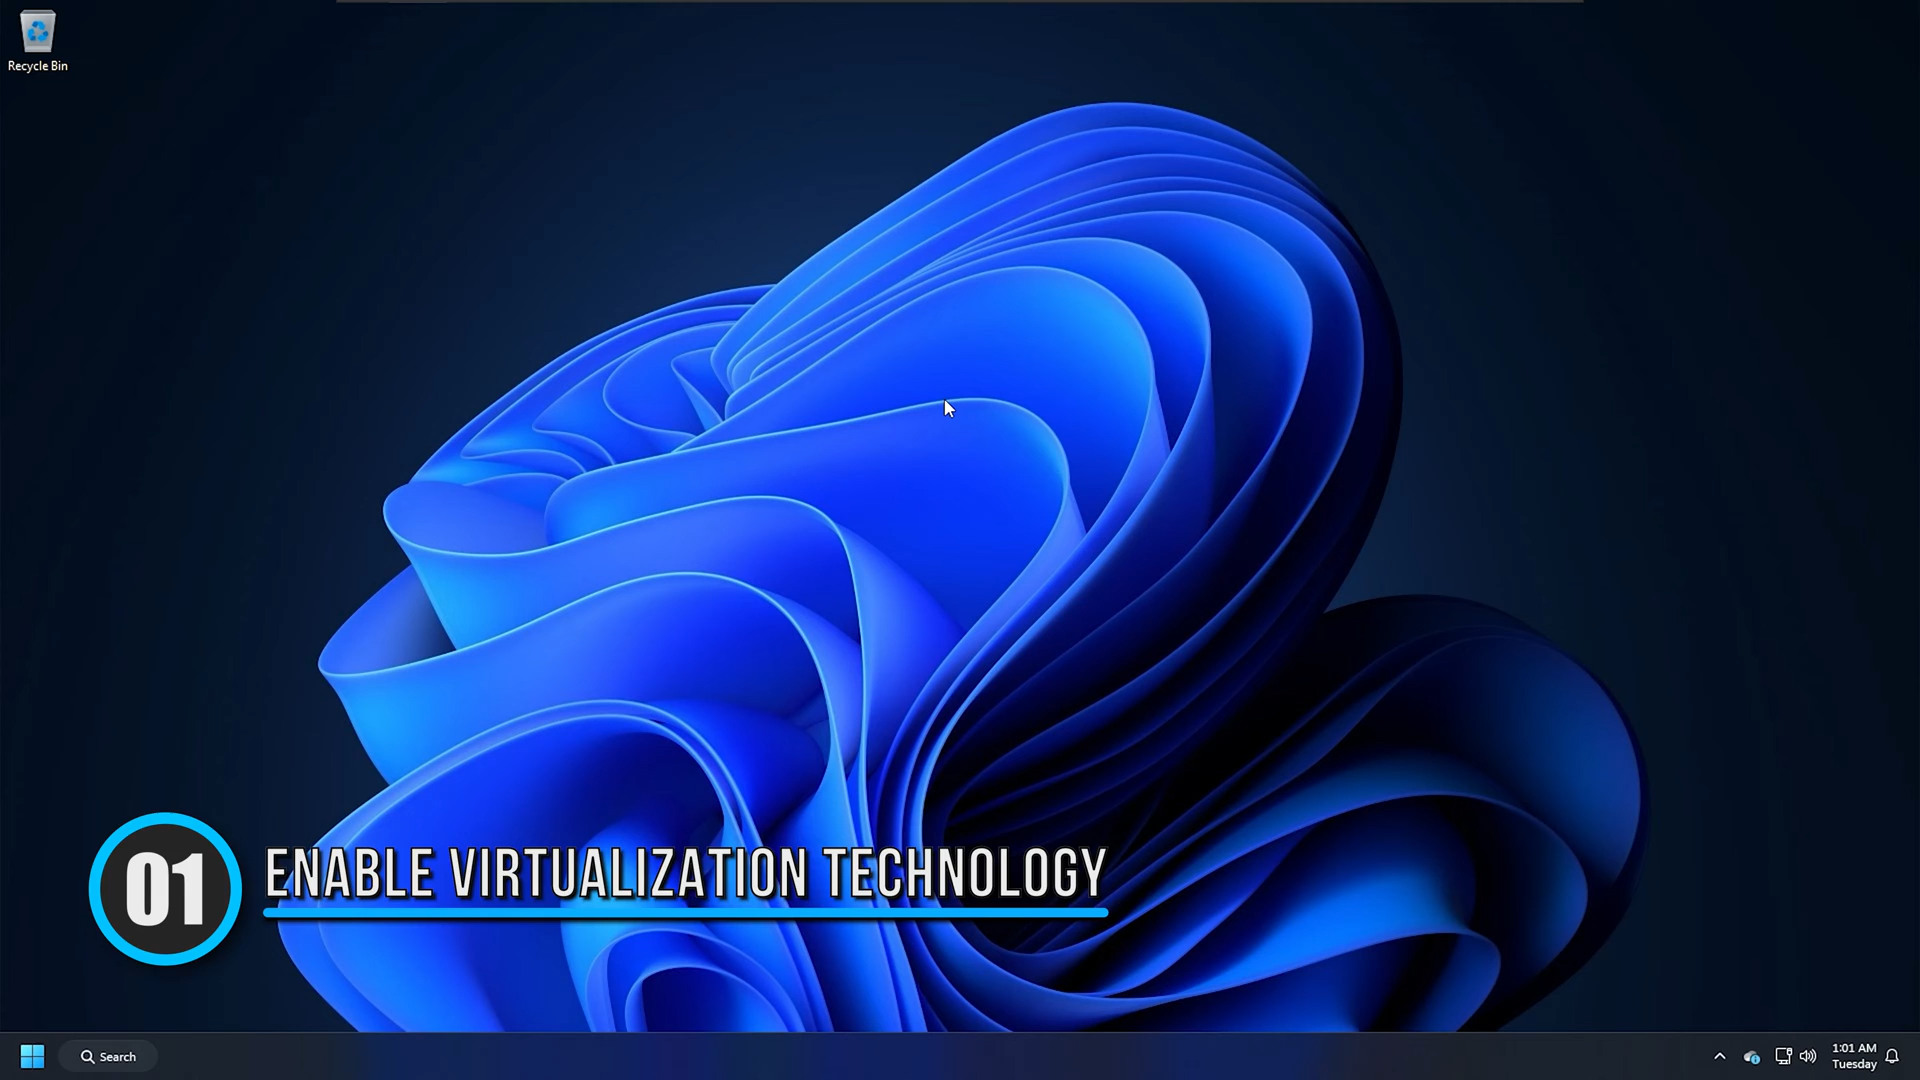 Recycle Bin
01
ENABLE VIRTUALIZATION TECHNOLOGY
Search
1:01 AM
Tuesday